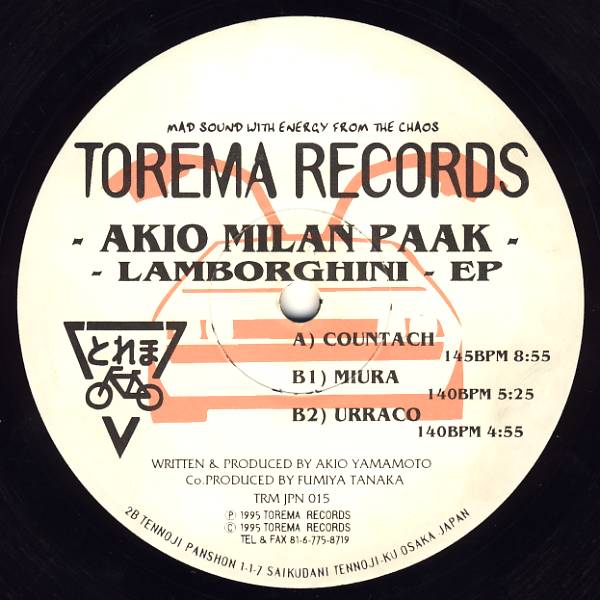 MAD SOUND WITH ENERGY FROM THE CHAOS
TOREMA RECORDS
- AKIO MILAN PAAK -
- LAMBORGHINI - EP
A) COUNTACH
145BPM 8:55
B1) MIURA
140BPM 5:25
B2) URRACO
140BPM 4:55
とれま
WRITTEN & PRODUCED BY AKIO YAMAMOTO
Co.PRODUCED BY FUMIYA TANAKA
TRM JPN 015
Ⓟ 1995 TOREMA RECORDS
© 1995 TOREMA RECORDS
TEL & FAX 81-6-775-8719
2B TENNOJI PANSHON 1-1-7 SAIKUDANI TENNOJI-KU OSAKA JAPAN